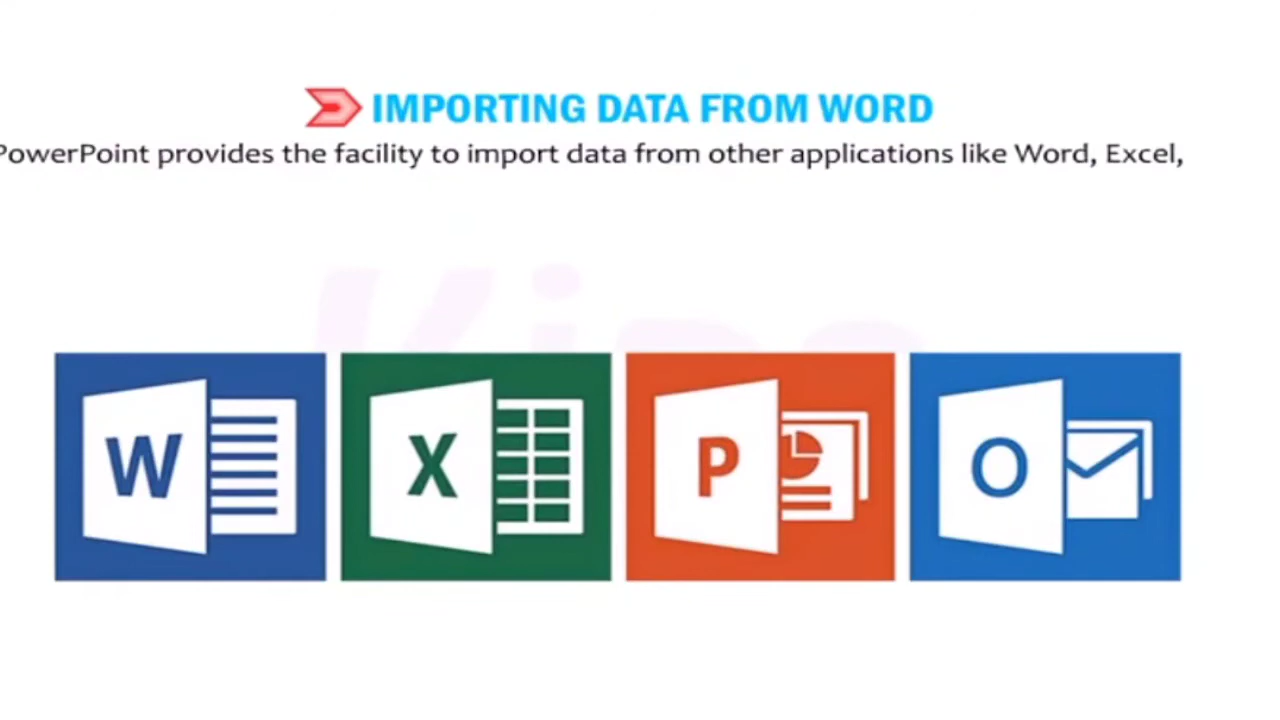 IMPORTING DATA FROM WORD
PowerPoint provides the facility to import data from other applications like Word, Excel,
W
X
P
O